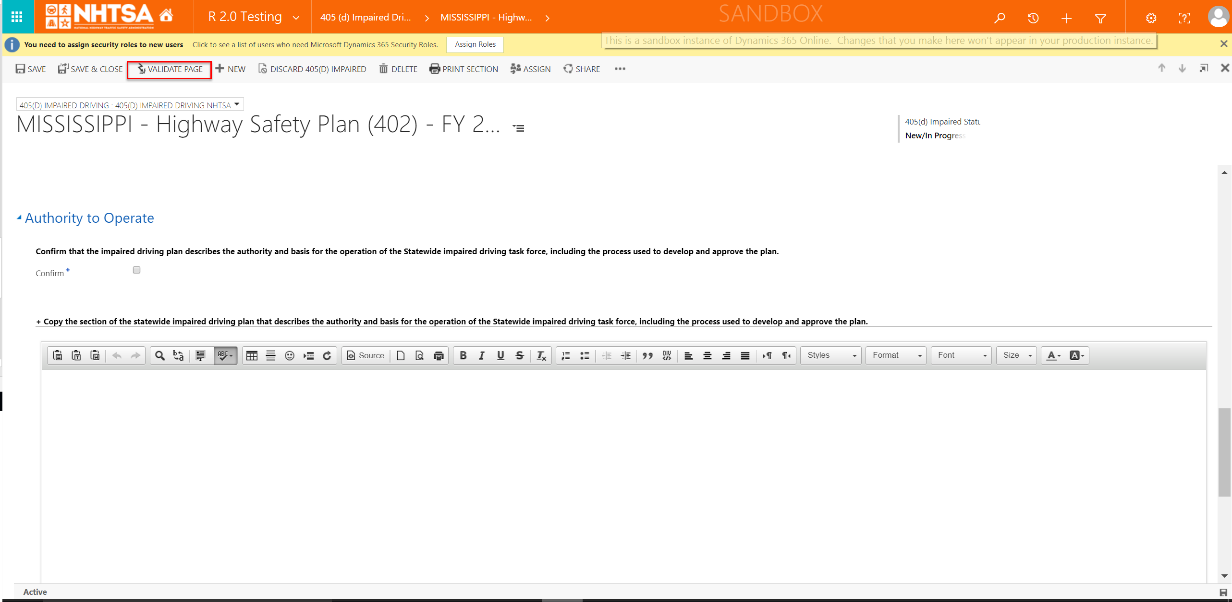 NHTSA R 2.0 Testing 405 (d) Impaired Dri... MISSISSIPPI - Highw... SANDBOX
You need to assign security roles to new users Click to see a list of users who need Microsoft Dynamics 365 Security Roles. Assign Roles This is a sandbox instance of Dynamics 365 Online. Changes that you make here won't appear in your production instance.
SAVE SAVE & CLOSE VALIDATE PAGE NEW DISCARD 405(D) IMPAIRED DELETE PRINT SECTION ASSIGN SHARE •••
405(D) IMPAIRED DRIVING : 405(D) IMPAIRED DRIVING NHTSA
MISSISSIPPI - Highway Safety Plan (402) - FY 2...
405(d) Impaired Statu
New/In Progress
Authority to Operate
Confirm that the impaired driving plan describes the authority and basis for the operation of the Statewide impaired driving task force, including the process used to develop and approve the plan.
Confirm *
+ Copy the section of the statewide impaired driving plan that describes the authority and basis for the operation of the Statewide impaired driving task force, including the process used to develop and approve the plan.
Source B I U S Ix Styles Format Font Size A A
Active